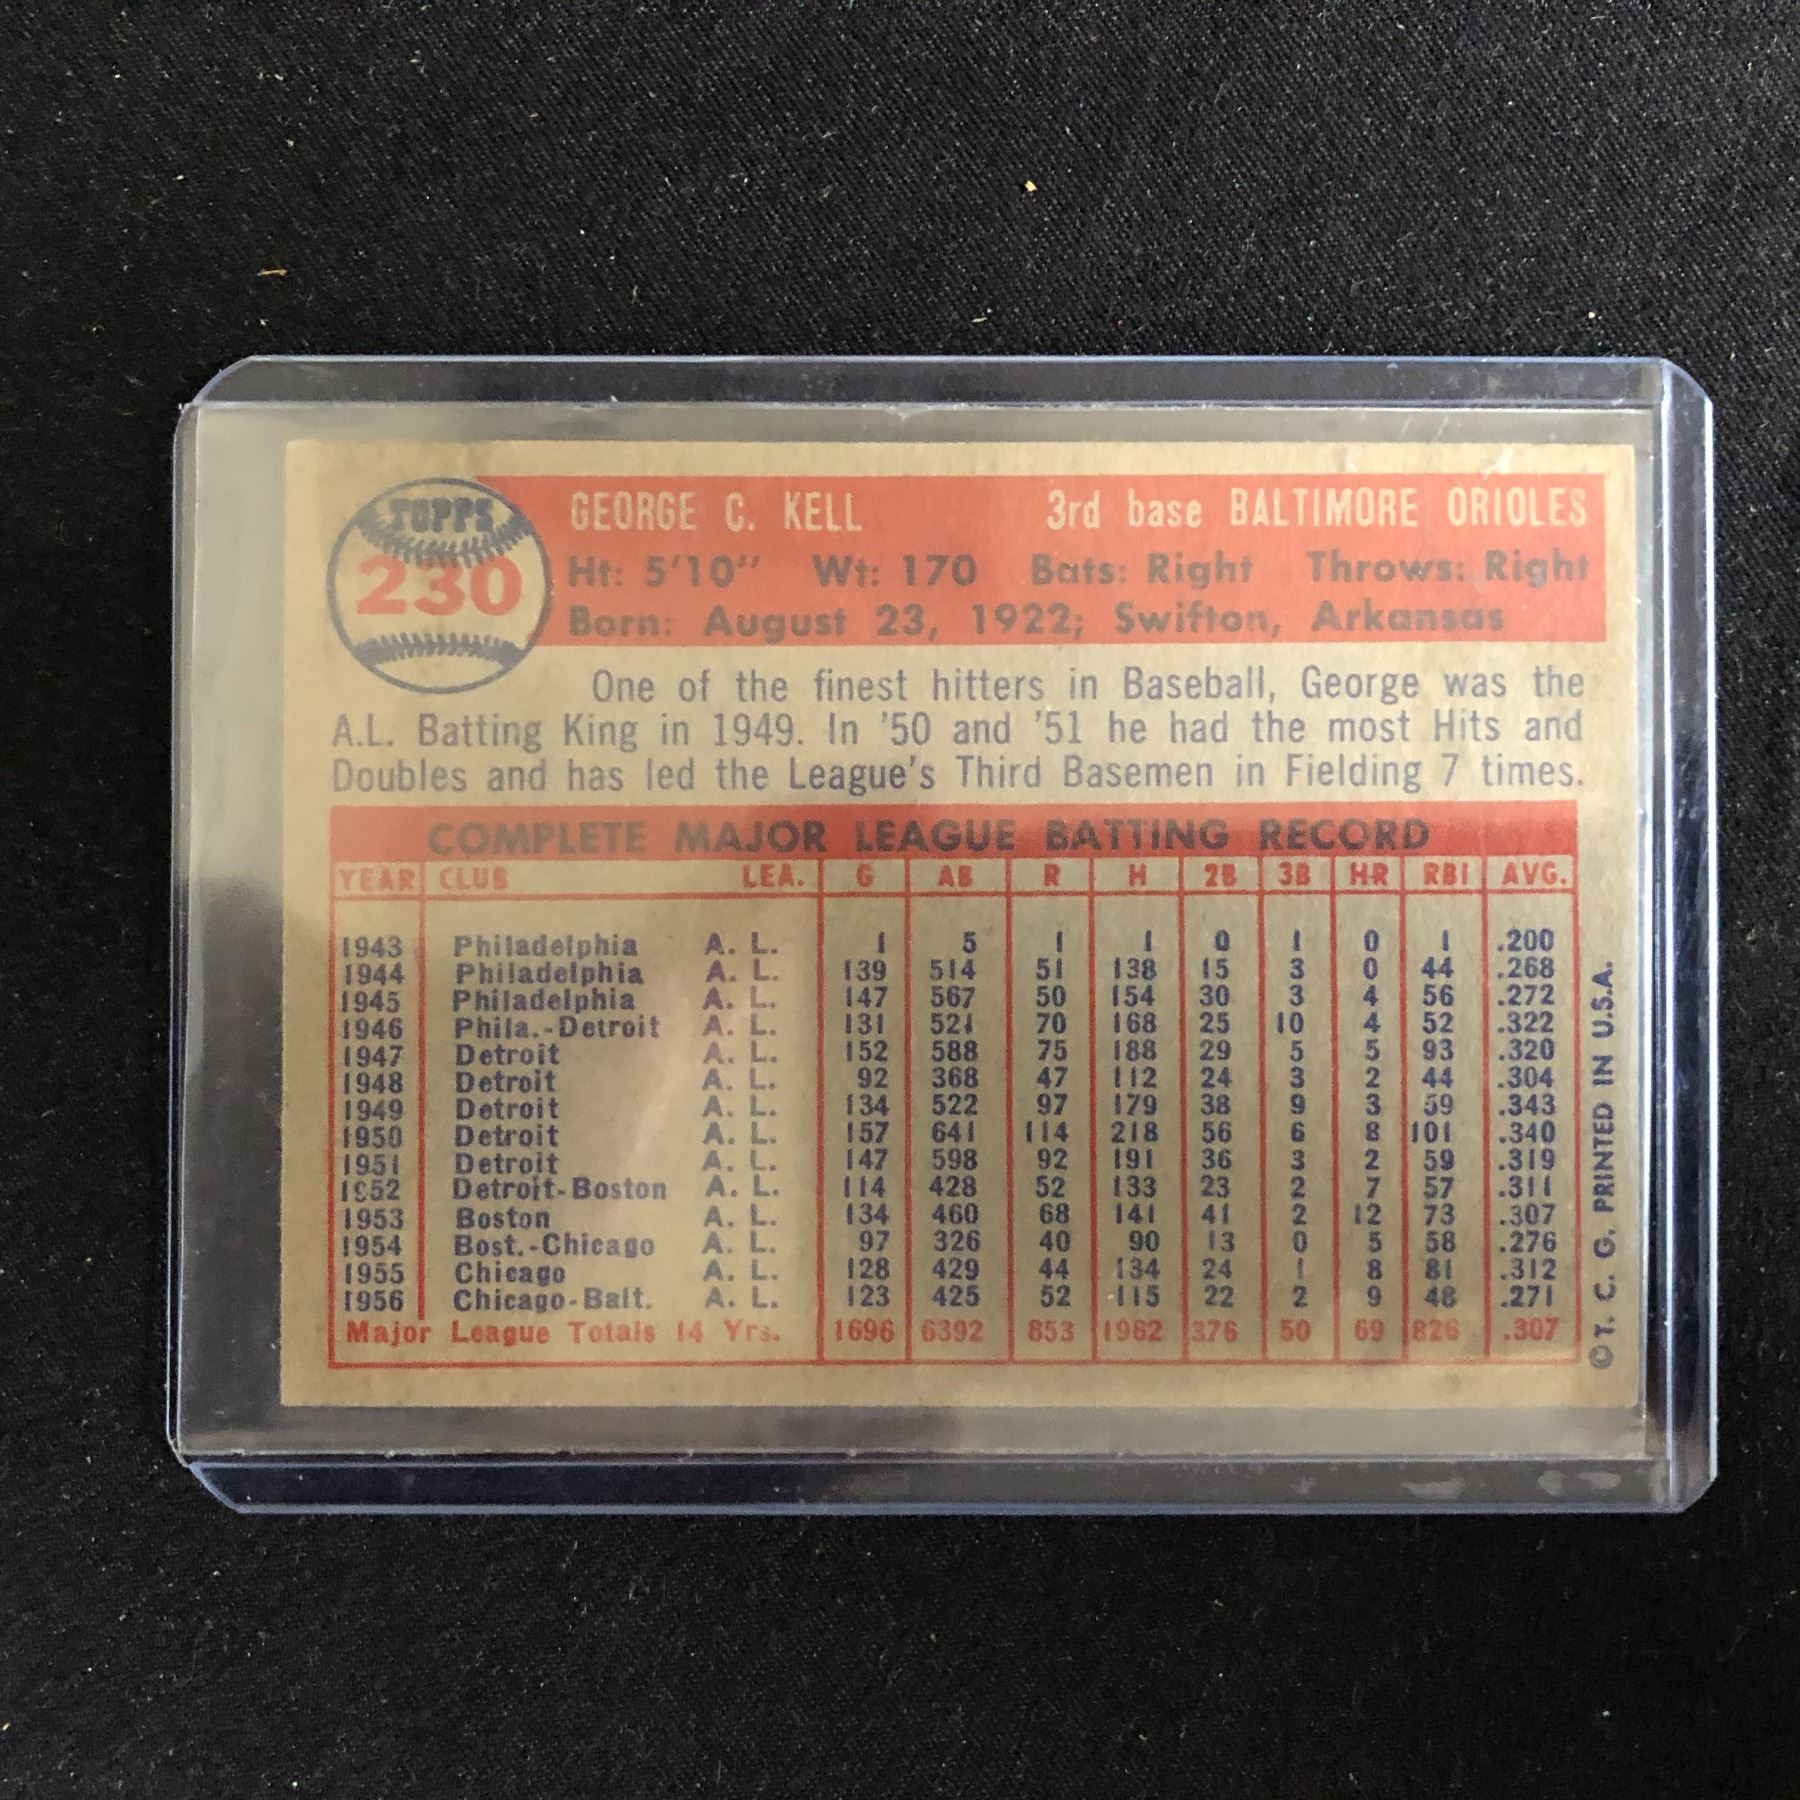 TOPPS
230
GEORGE C. KELL 3rd base BALTIMORE ORIOLES
Ht: 5'10" Wt: 170 Bats: Right Throws: Right
Born: August 23, 1922; Swifton, Arkansas
One of the finest hitters in Baseball, George was the
A.L. Batting King in 1949. In '50 and '51 he had the most Hits and
Doubles and has led the League's Third Basemen in Fielding 7 times.
COMPLETE MAJOR LEAGUE BATTING RECORD
YEAR CLUB LEA. G AB R H 2B 3B HR RBI AVG.
1943 Philadelphia A. L. 1 5 1 1 0 1 0 1 .200
1944 Philadelphia A. L. 139 514 51 138 15 3 0 44 .268
1945 Philadelphia A. L. 147 567 50 154 30 3 4 56 .272
1946 Phila.-Detroit A. L. 131 521 70 168 25 10 4 52 .322
1947 Detroit A. L. 152 588 75 188 29 5 5 93 .320
1948 Detroit A. L. 92 368 47 112 24 3 2 44 .304
1949 Detroit A. L. 134 522 97 179 38 9 3 59 .343
1950 Detroit A. L. 157 641 114 218 56 6 8 101 .340
1951 Detroit A. L. 147 598 92 191 36 3 2 59 .319
1952 Detroit-Boston A. L. 114 428 52 133 23 2 7 57 .311
1953 Boston A. L. 134 460 68 141 41 2 12 73 .307
1954 Bost.-Chicago A. L. 97 326 40 90 13 0 5 58 .276
1955 Chicago A. L. 128 429 44 134 24 1 8 81 .312
1956 Chicago-Balt. A. L. 123 425 52 115 22 2 9 48 .271
Major League Totals 14 Yrs. 1696 6392 853 1962 376 50 69 826 .307
© T. C. G. PRINTED IN U.S.A.